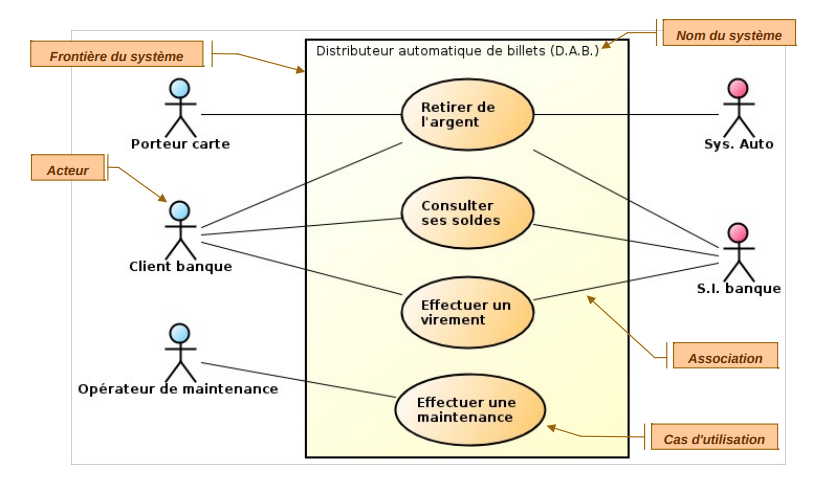 Nom du système
Frontière du système
Distributeur automatique de billets (D.A.B.)
Retirer de
l'argent
Porteur carte
Sys. Auto
Acteur
Consulter
ses soldes
Client banque
S.I. banque
Effectuer un
virement
Association
Opérateur de maintenance
Effectuer une
maintenance
Cas d'utilisation